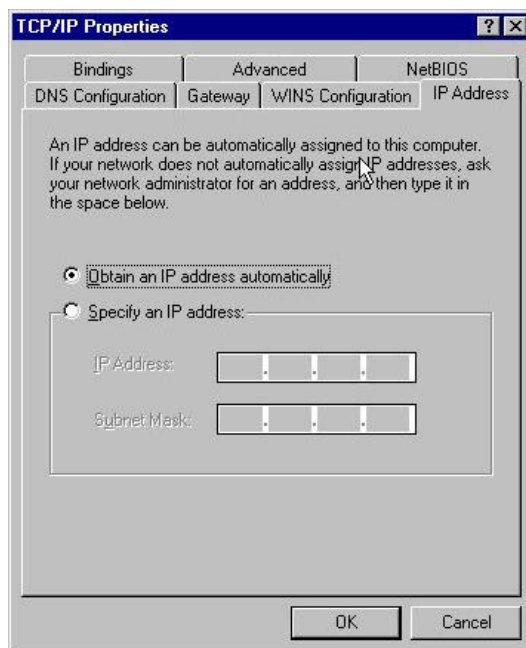 TCP/IP Properties
Bindings Advanced NetBIOS
DNS Configuration Gateway WINS Configuration IP Address
An IP address can be automatically assigned to this computer.
If your network does not automatically assign IP addresses, ask
your network administrator for an address, and then type it in
the space below.
Obtain an IP address automatically
Specify an IP address:
IP Address:
Subnet Mask:
OK Cancel